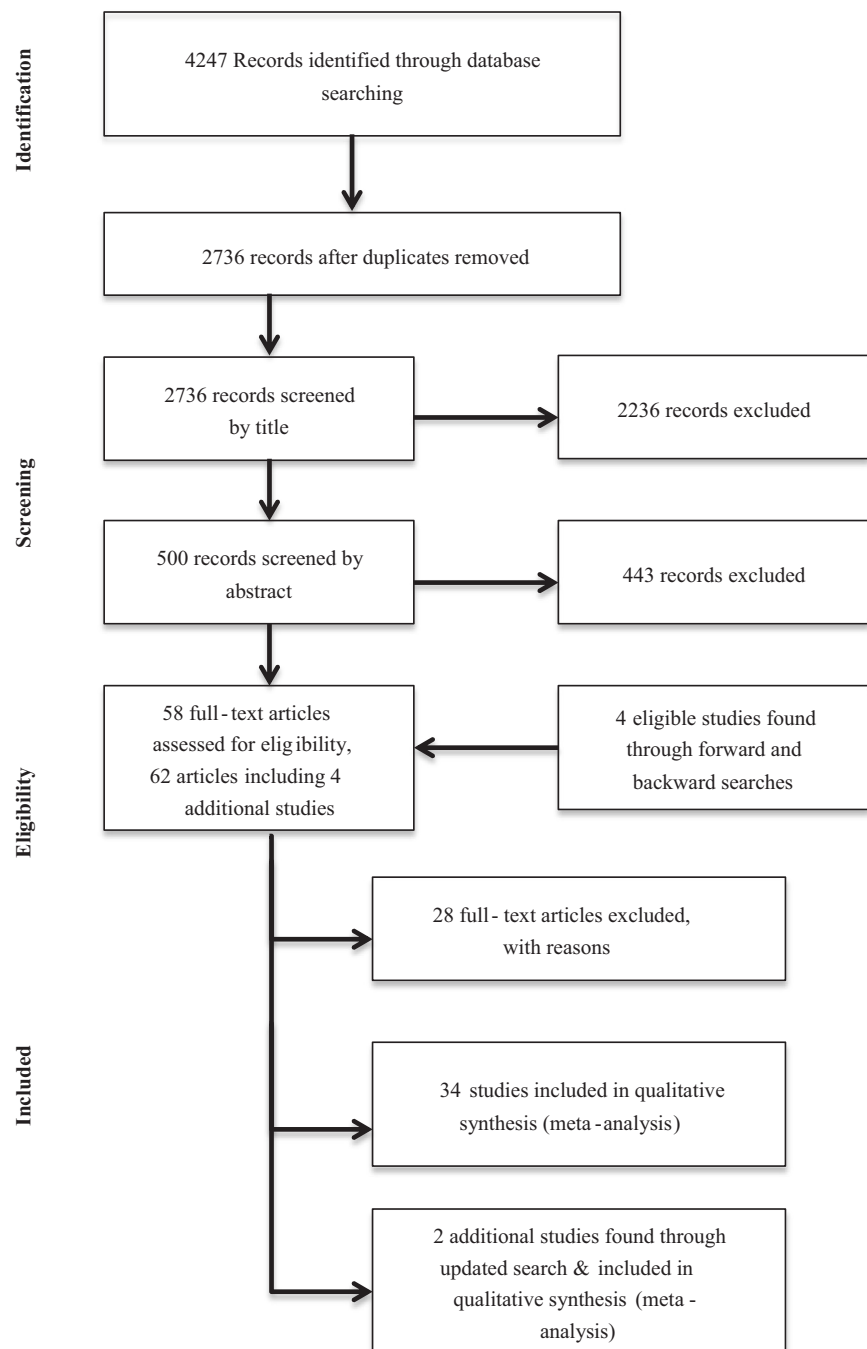 Identification
4247 Records identified through database
searching
2736 records after duplicates removed
Screening
2736 records screened
by title
2236 records excluded
500 records screened by
abstract
443 records excluded
Eligibility
58 full-text articles
assessed for eligibility,
62 articles including 4
additional studies
4 eligible studies found
through forward and
backward searches
28 full-text articles excluded,
with reasons
Included
34 studies included in qualitative
synthesis (meta-analysis)
2 additional studies found through
updated search & included in
qualitative synthesis (meta-
analysis)